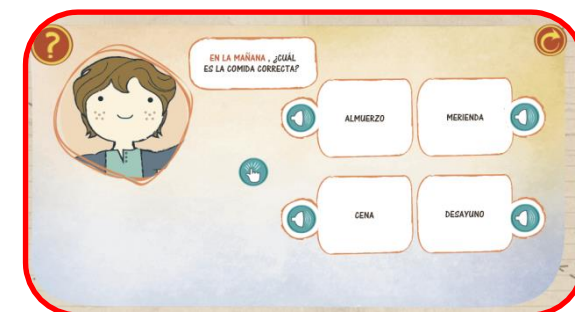 ?
EN LA MAÑANA , ¿CUÁL
ES LA COMIDA CORRECTA?
ALMUERZO
MERIENDA
CENA
DESAYUNO